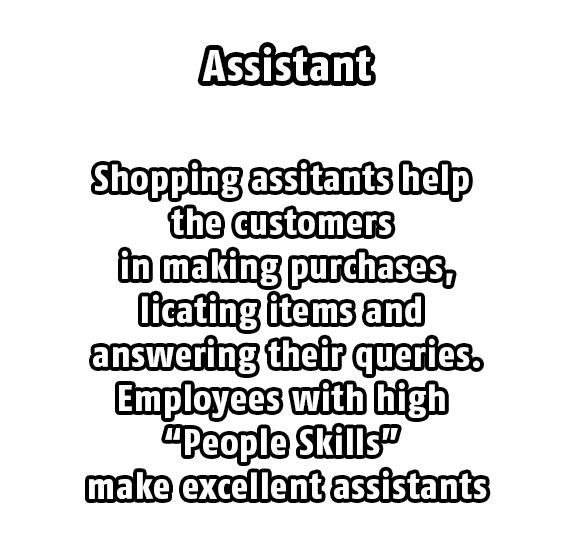 Assistant
Shopping assitants help
the customers
in making purchases,
licating items and
answering their queries.
Employees with high
“People Skills”
make excellent assistants